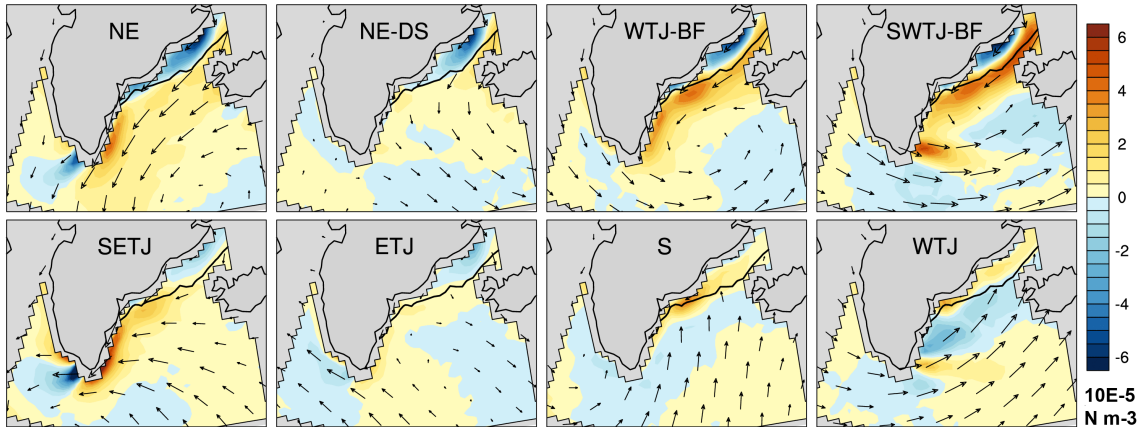 NE
NE-DS
WTJ-BF
SWTJ-BF
SETJ
ETJ
S
WTJ
6
4
2
0
-2
-4
-6
10E-5
N m-3